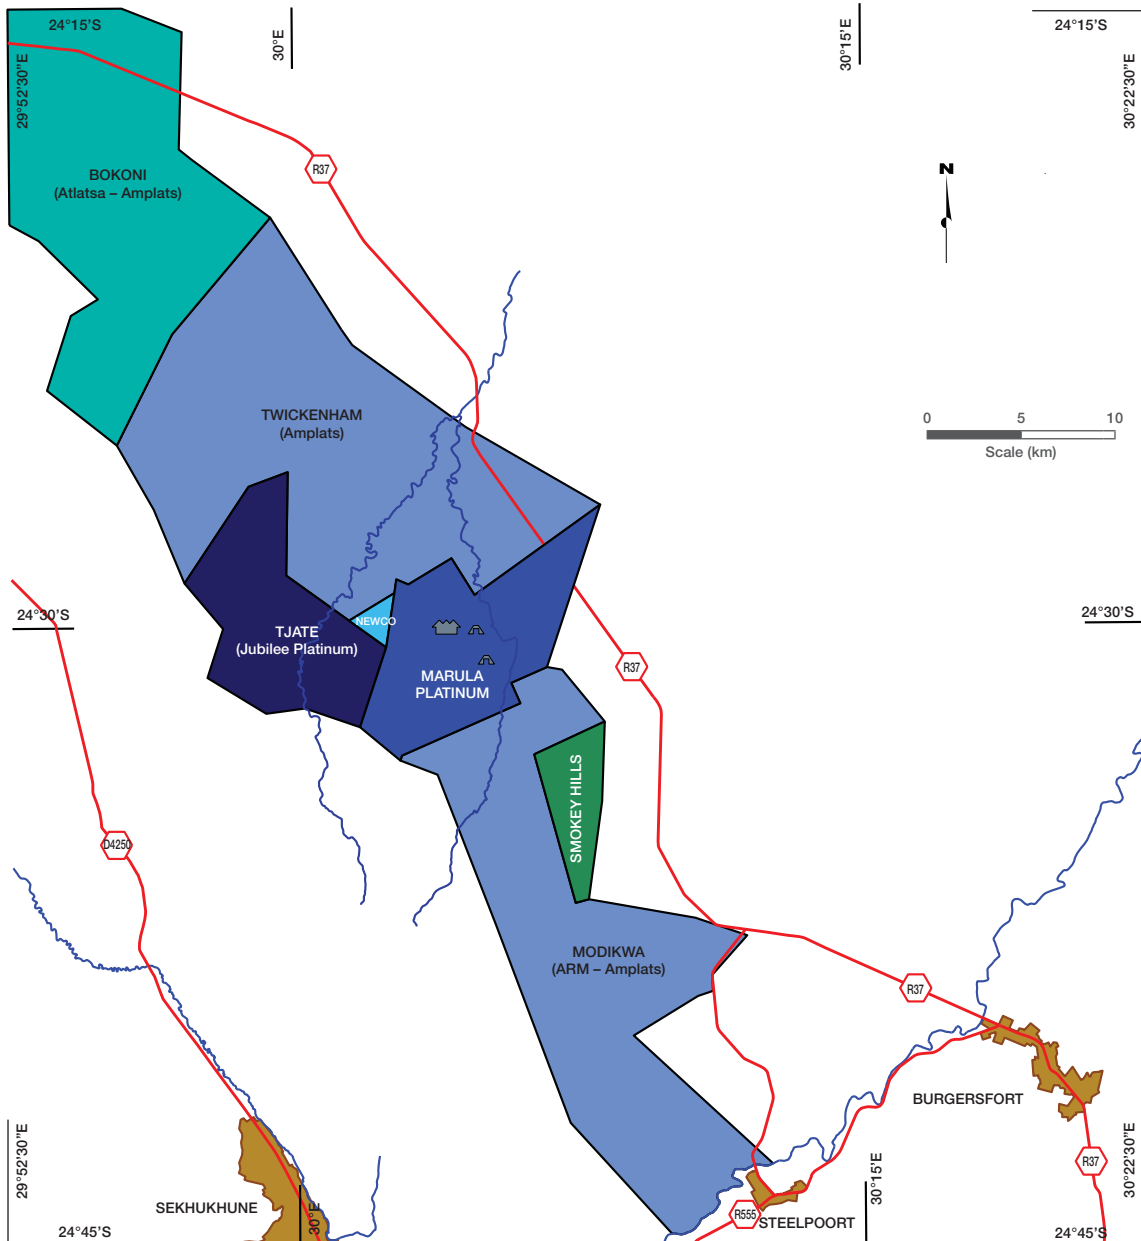 24°15'S
30°E
30°15'E
24°15'S
29°52'30"E
30°22'30"E
R37
BOKONI
(Atlatsa – Amplats)
N
TWICKENHAM
(Amplats)
0 5 10
Scale (km)
24°30'S
24°30'S
NEWCO
TJATE
(Jubilee Platinum)
MARULA
PLATINUM
R37
SMOKEY HILLS
D4250
MODIKWA
(ARM – Amplats)
R37
BURGERSFORT
29°52'30"E
30°15'E
30°22'30"E
R37
SEKHUKHUNE
30°E
R555
STEELPOORT
24°45'S
24°45'S